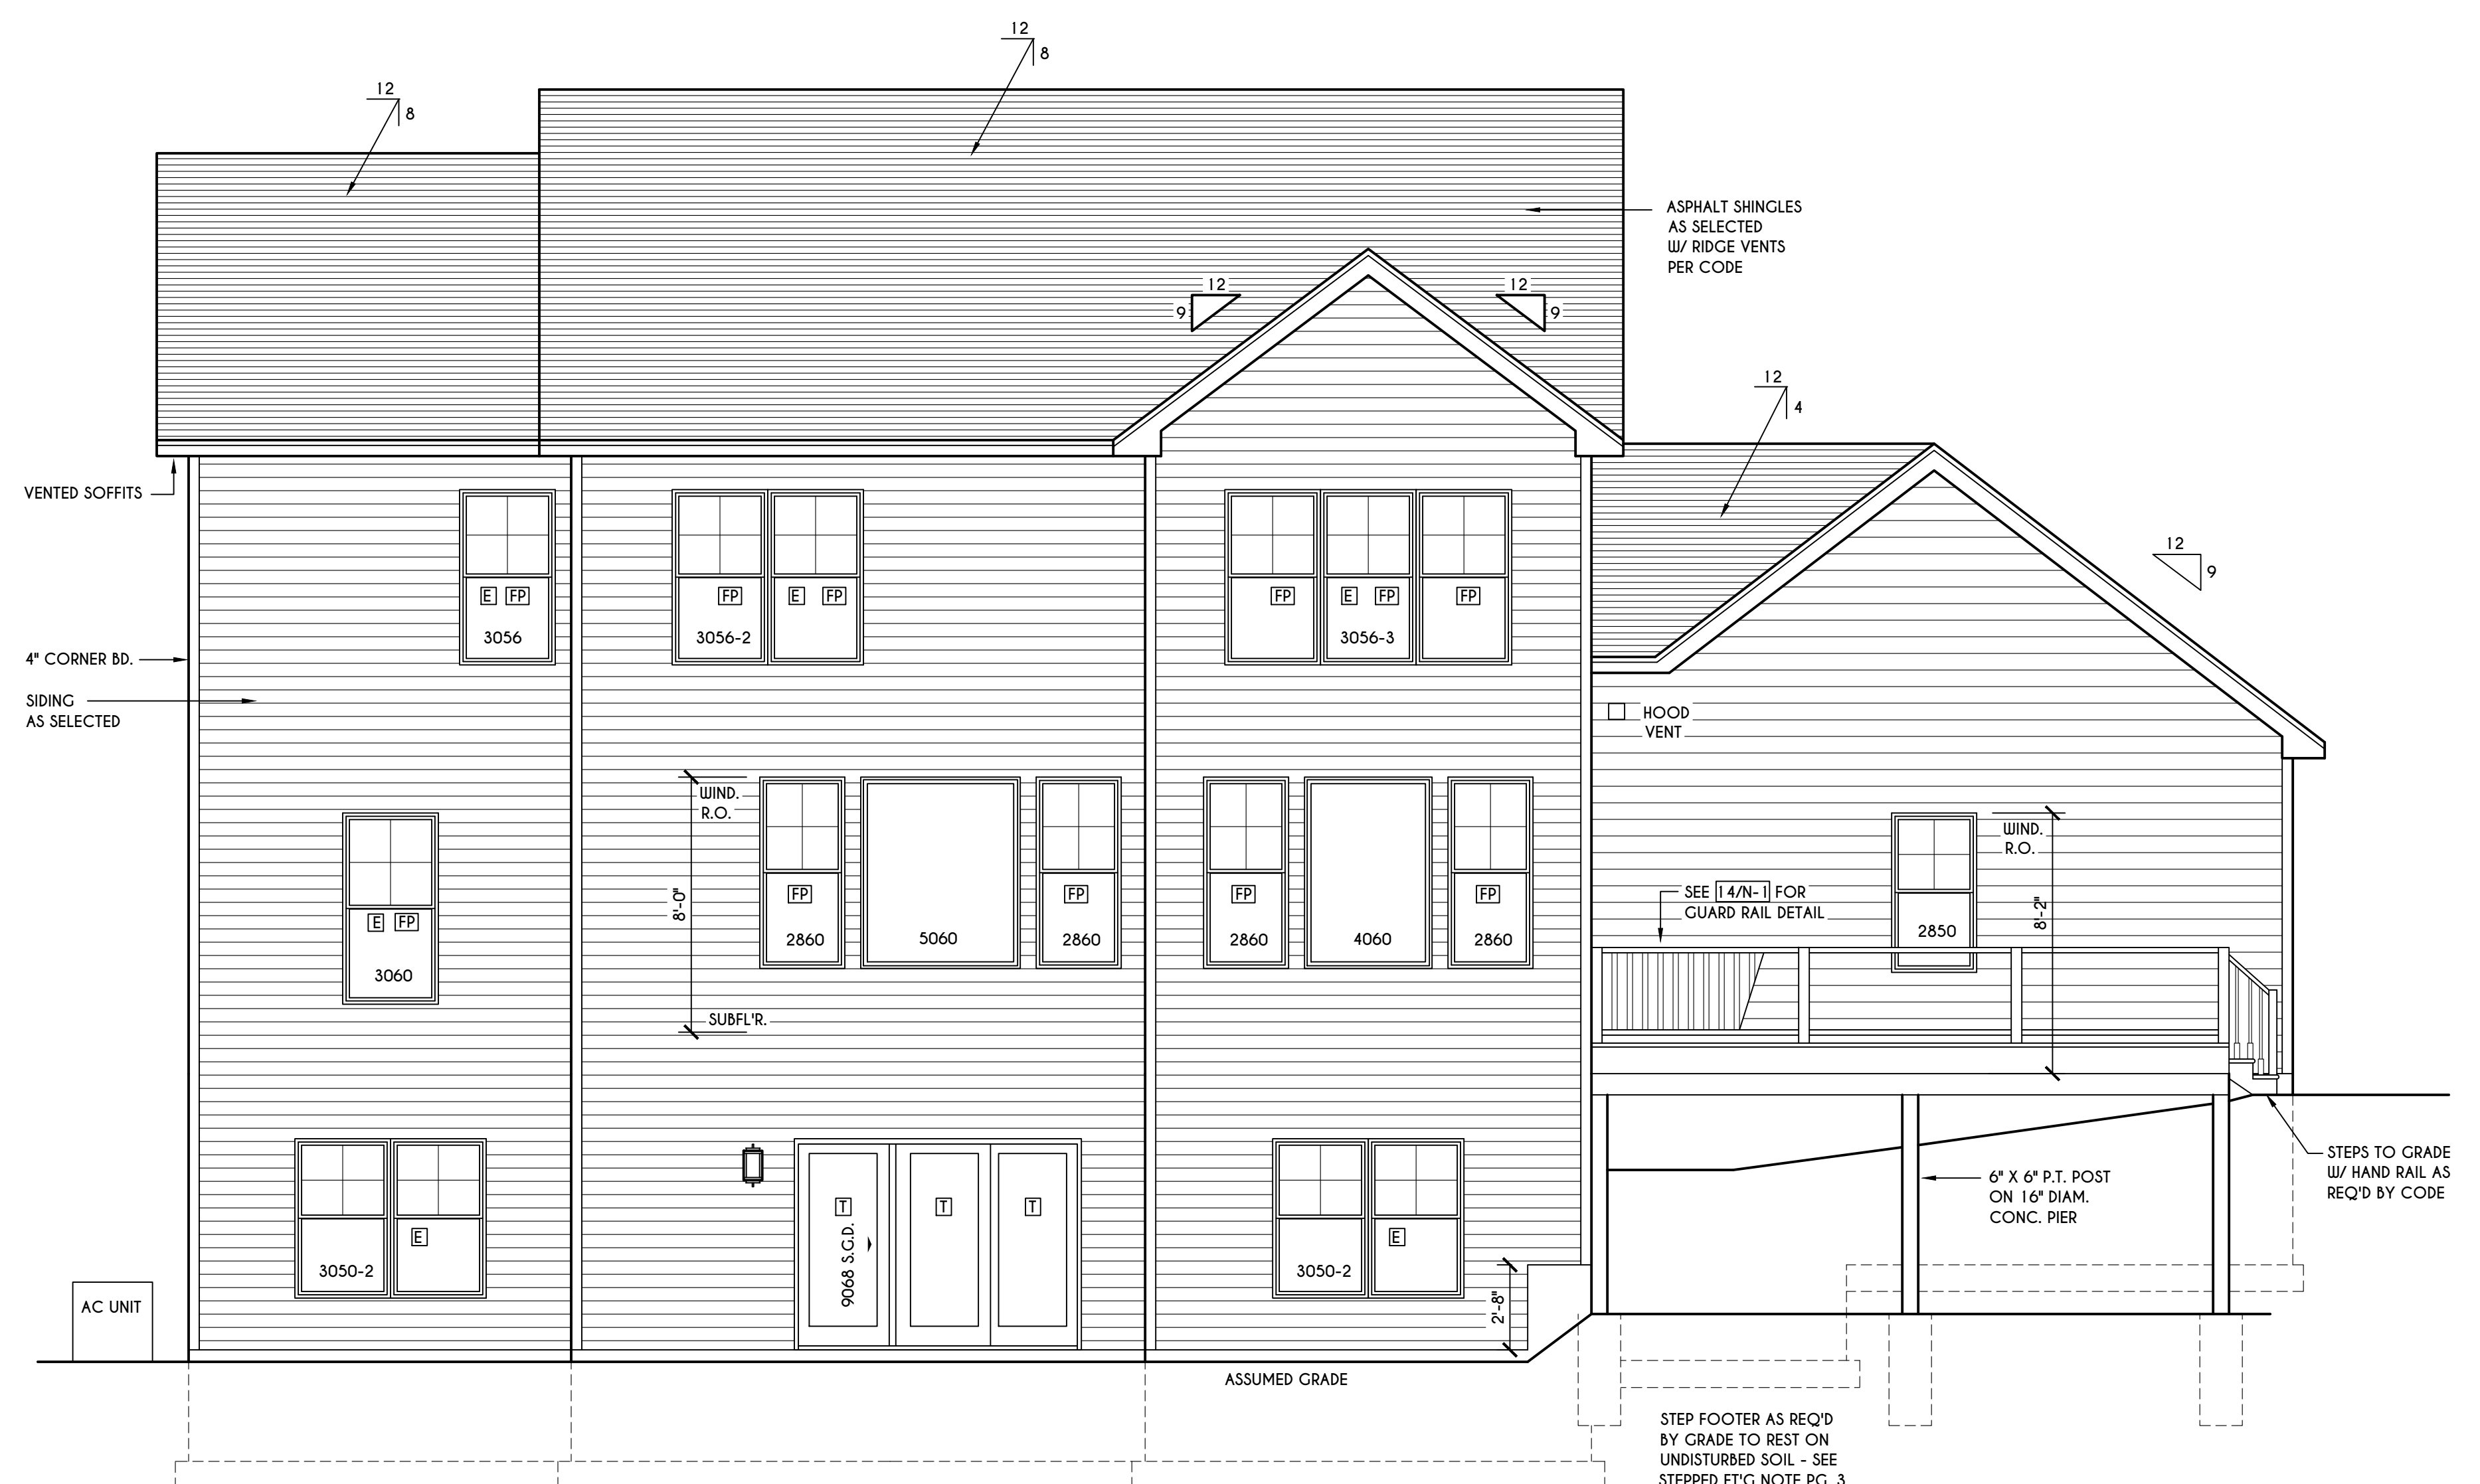 12
8
12
8
ASPHALT SHINGLES
AS SELECTED
W/ RIDGE VENTS
PER CODE
12
9
12
9
12
4
VENTED SOFFITS
12
9
E FP
3056
FP
3056-2
E FP
FP
E FP
3056-3
FP
4" CORNER BD.
SIDING
AS SELECTED
HOOD
VENT
WIND.
R.O.
8'-0"
SUBFL'R.
E FP
3060
FP
2860
5060
FP
2860
FP
2860
4060
FP
2860
WIND.
R.O.
8'-2"
2850
SEE 14/N-1 FOR
GUARD RAIL DETAIL
STEPS TO GRADE
W/ HAND RAIL AS
REQ'D BY CODE
6" X 6" P.T. POST
ON 16" DIAM.
CONC. PIER
T
T
T
9068 S.G.D.
E
3050-2
E
3050-2
2'-8"
AC UNIT
ASSUMED GRADE
STEP FOOTER AS REQ'D
BY GRADE TO REST ON
UNDISTURBED SOIL - SEE
STEPPED FT'G NOTE PG. 3